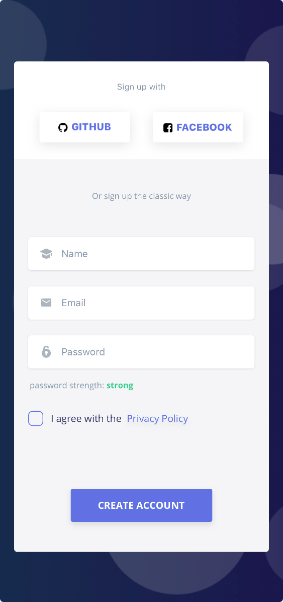 Sign up with
GITHUB FACEBOOK
Or sign up the classic way
Name
Email
Password
password strength: strong
I agree with the Privacy Policy
CREATE ACCOUNT